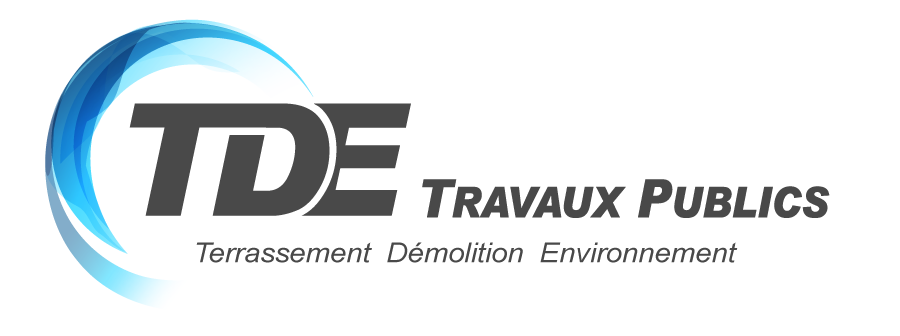 TDE TRAVAUX PUBLICS
Terrassement Démolition Environnement